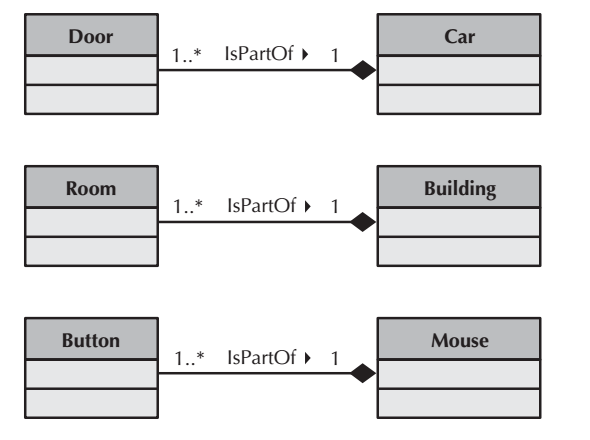 Door
1..* IsPartOf ▸ 1
Car
Room
1..* IsPartOf ▸ 1
Building
Button
1..* IsPartOf ▸ 1
Mouse